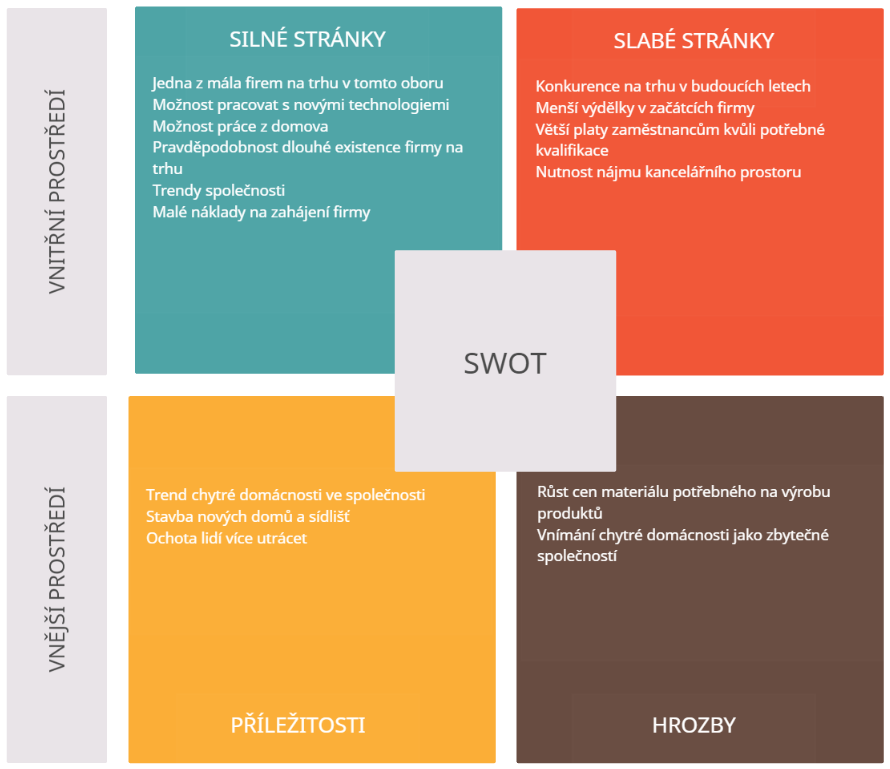 VNITŘNÍ PROSTŘEDÍ
SILNÉ STRÁNKY
Jedna z mála firem na trhu v tomto oboru
Možnost pracovat s novými technologiemi
Možnost práce z domova
Pravděpodobnost dlouhé existence firmy na
trhu
Trendy společnosti
Malé náklady na zahájení firmy
SLABÉ STRÁNKY
Konkurence na trhu v budoucích letech
Menší výdělky v začátcích firmy
Větší platy zaměstnancům kvůli potřebné
kvalifikace
Nutnost nájmu kancelářního prostoru
SWOT
VNĚJŠÍ PROSTŘEDÍ
Trend chytré domácnosti ve společnosti
Stavba nových domů a sídlišť
Ochota lidí více utrácet
PŘÍLEŽITOSTI
Růst cen materiálu potřebného na výrobu
produktů
Vnímání chytré domácnosti jako zbytečné
společností
HROZBY